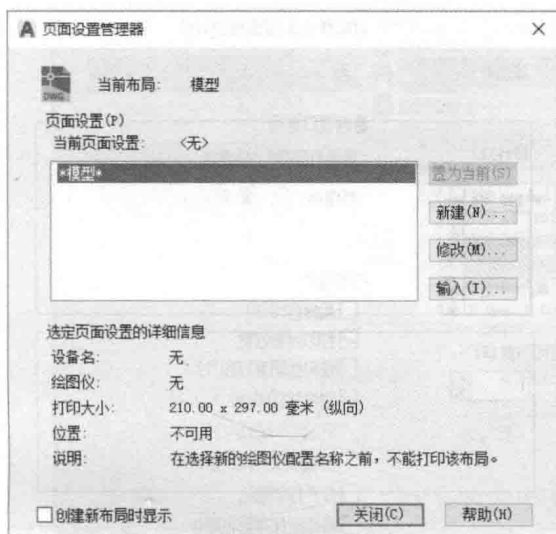 页面设置管理器
当前布局: 模型
DWG
页面设置(P)
当前页面设置: <无>
*模型*
置为当前(S)
新建(N)...
修改(M)...
输入(I)...
选定页面设置的详细信息
设备名: 无
绘图仪: 无
打印大小: 210.00 x 297.00 毫米 (纵向)
位置: 不可用
说明: 在选择新的绘图仪配置名称之前，不能打印该布局。
创建新布局时显示
关闭(C)
帮助(H)